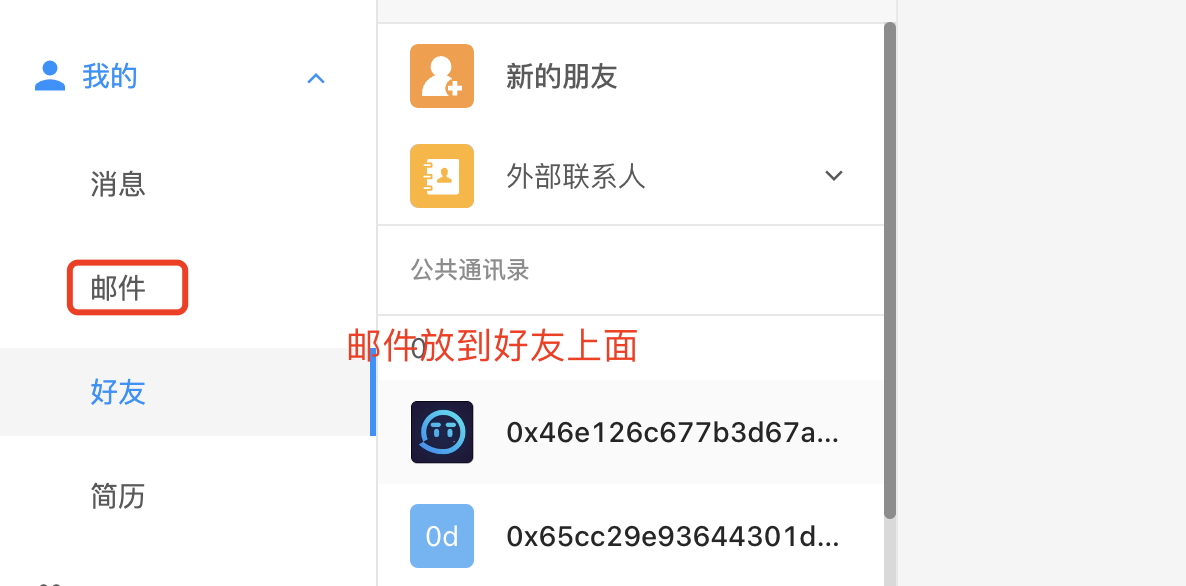 我的
消息
邮件
好友
简历
新的朋友
外部联系人
公共通讯录
0
邮件放到好友上面
0x46e126c677b3d67a...
0d
0x65cc29e93644301d...